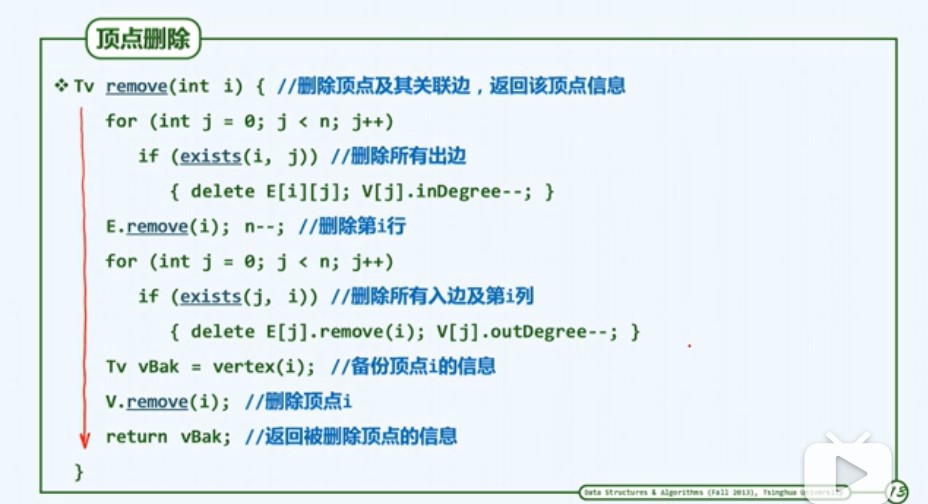 顶点删除
❖ Tv remove(int i) { //删除顶点及其关联边，返回该顶点信息
for (int j = 0; j < n; j++)
if (exists(i, j)) //删除所有出边
{ delete E[i][j]; V[j].inDegree--; }
E.remove(i); n--; //删除第i行
for (int j = 0; j < n; j++)
if (exists(j, i)) //删除所有入边及第i列
{ delete E[j].remove(i); V[j].outDegree--; }
Tv vBak = vertex(i); //备份顶点i的信息
V.remove(i); //删除顶点i
return vBak; //返回被删除顶点的信息
}
Data Structures & Algorithms (Fall 2013), Tsinghua University
13